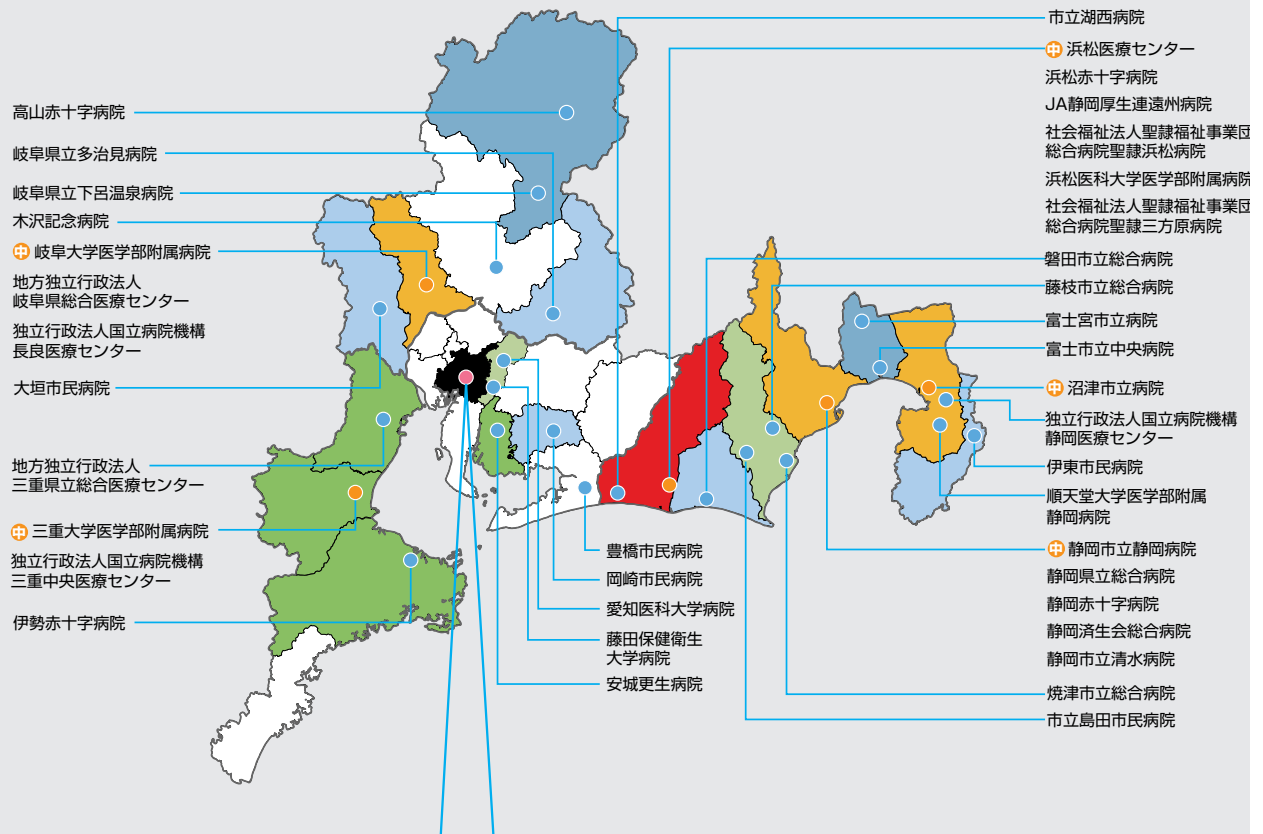 高山赤十字病院
岐阜県立多治見病院
岐阜県立下呂温泉病院
木沢記念病院
中 岐阜大学医学部附属病院
地方独立行政法人
岐阜県総合医療センター
独立行政法人国立病院機構
長良医療センター
大垣市民病院
地方独立行政法人
三重県立総合医療センター
中 三重大学医学部附属病院
独立行政法人国立病院機構
三重中央医療センター
伊勢赤十字病院
豊橋市民病院
岡崎市民病院
愛知医科大学病院
藤田保健衛生
大学病院
安城更生病院
市立湖西病院
中 浜松医療センター
浜松赤十字病院
JA静岡厚生連遠州病院
社会福祉法人聖隷福祉事業団
総合病院聖隷浜松病院
浜松医科大学医学部附属病院
社会福祉法人聖隷福祉事業団
総合病院聖隷三方原病院
磐田市立総合病院
藤枝市立総合病院
富士宮市立病院
富士市立中央病院
中 沼津市立病院
独立行政法人国立病院機構
静岡医療センター
伊東市民病院
順天堂大学医学部附属
静岡病院
中 静岡市立静岡病院
静岡県立総合病院
静岡赤十字病院
静岡済生会総合病院
静岡市立清水病院
焼津市立総合病院
市立島田市民病院